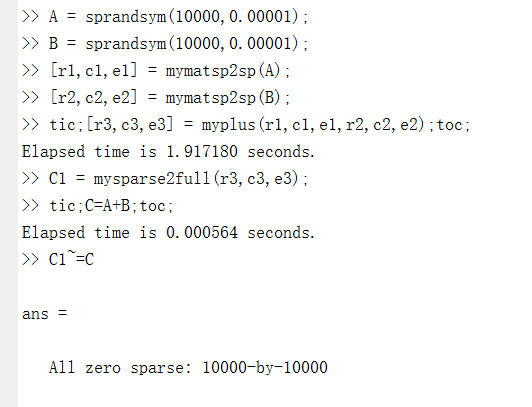 >> A = sprandsym(10000,0.00001);
>> B = sprandsym(10000,0.00001);
>> [r1,c1,e1] = mymatsp2sp(A);
>> [r2,c2,e2] = mymatsp2sp(B);
>> tic;[r3,c3,e3] = myplus(r1,c1,e1,r2,c2,e2);toc;
Elapsed time is 1.917180 seconds.
>> C1 = mysparse2full(r3,c3,e3);
>> tic;C=A+B;toc;
Elapsed time is 0.000564 seconds.
>> C1~=C
ans =
All zero sparse: 10000-by-10000